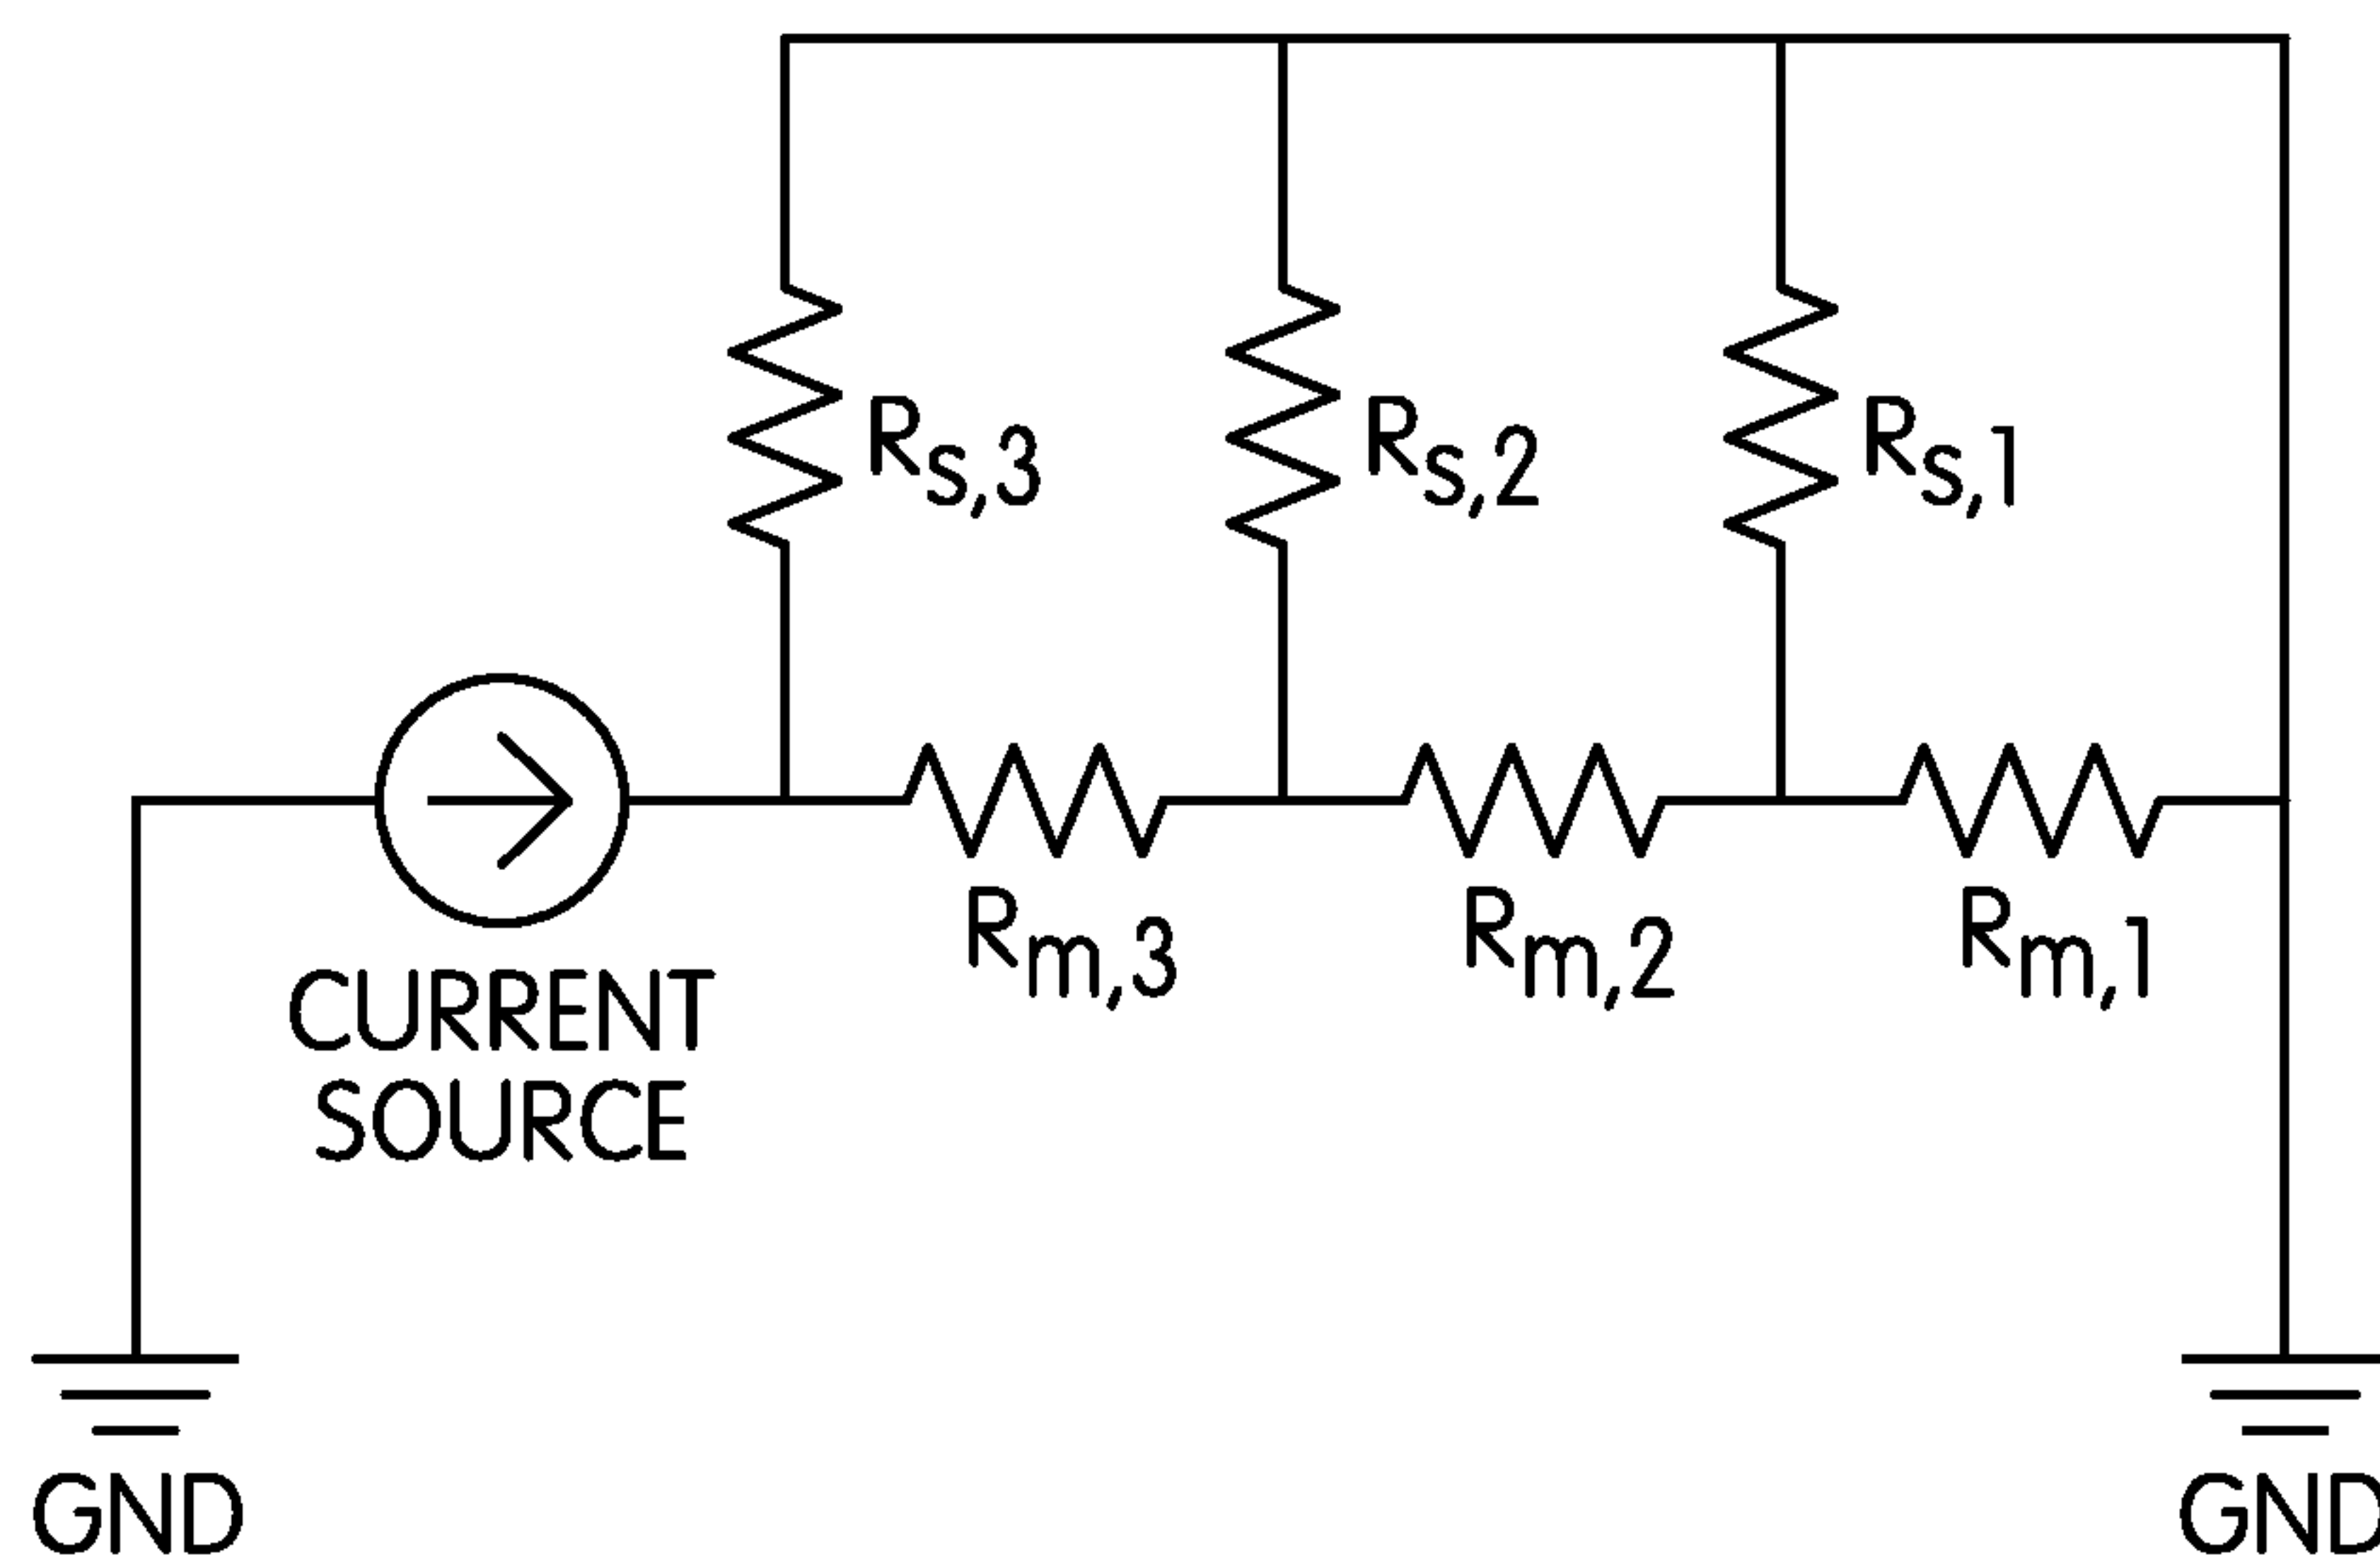 Rs,3
Rs,2
Rs,1
Rm,3
Rm,2
Rm,1
CURRENT
SOURCE
GND
GND